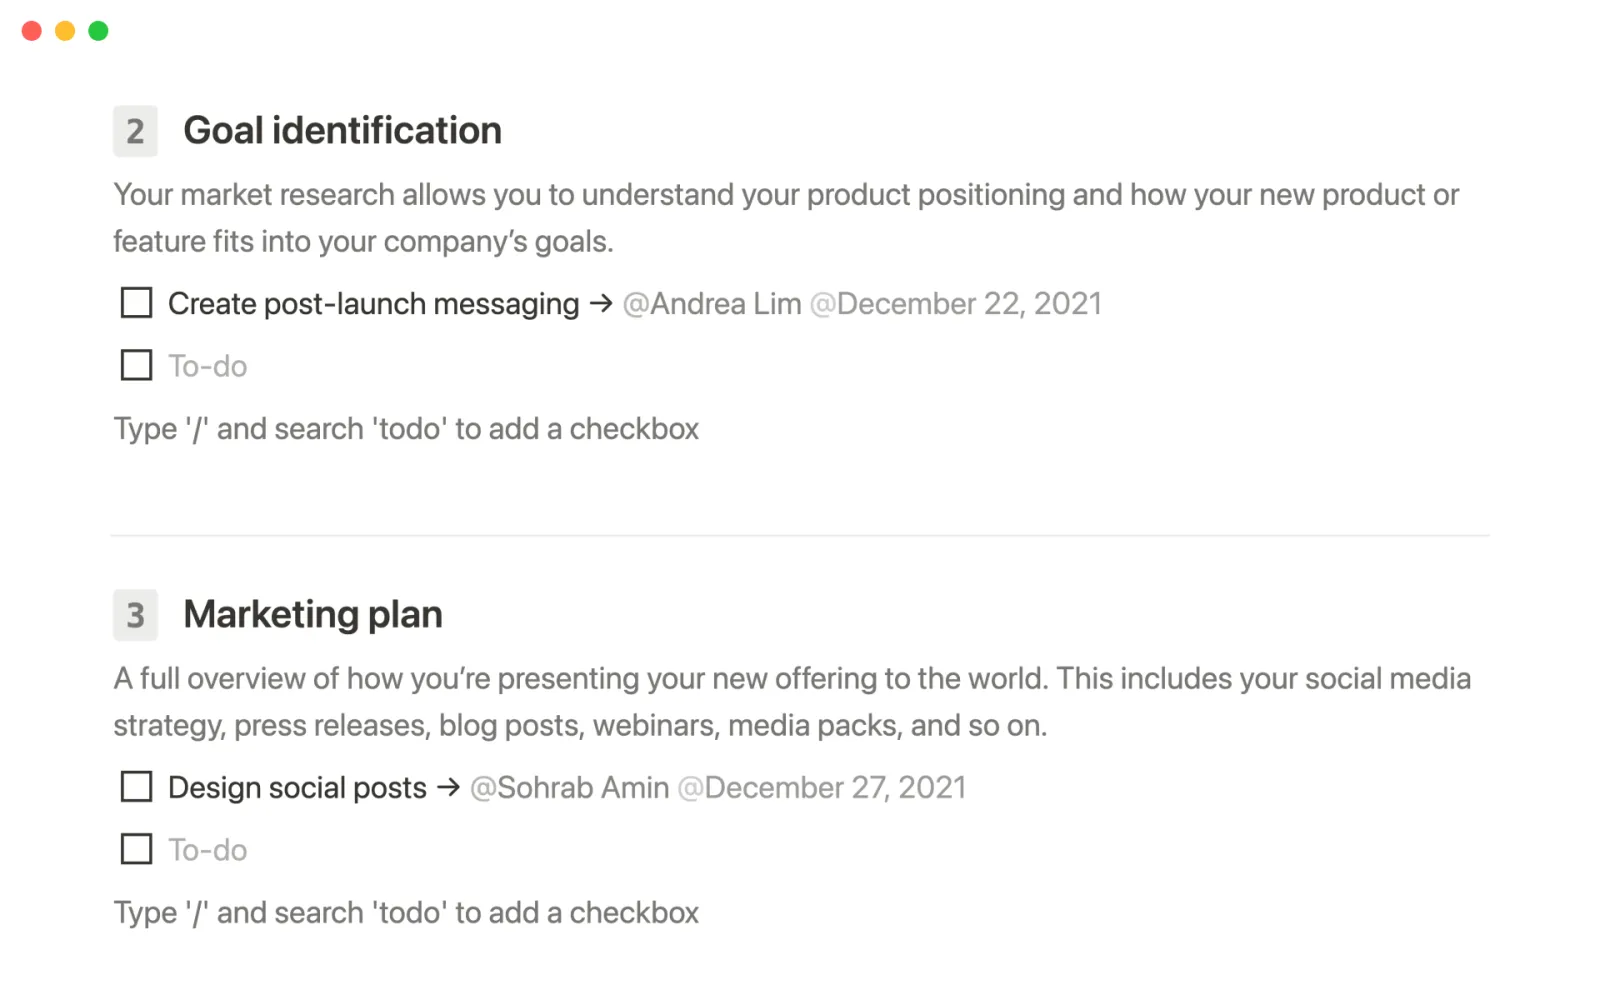 2 Goal identification
Your market research allows you to understand your product positioning and how your new product or
feature fits into your company’s goals.
Create post-launch messaging → @Andrea Lim @December 22, 2021
To-do
Type '/' and search 'todo' to add a checkbox
3 Marketing plan
A full overview of how you’re presenting your new offering to the world. This includes your social media
strategy, press releases, blog posts, webinars, media packs, and so on.
Design social posts → @Sohrab Amin @December 27, 2021
To-do
Type '/' and search 'todo' to add a checkbox